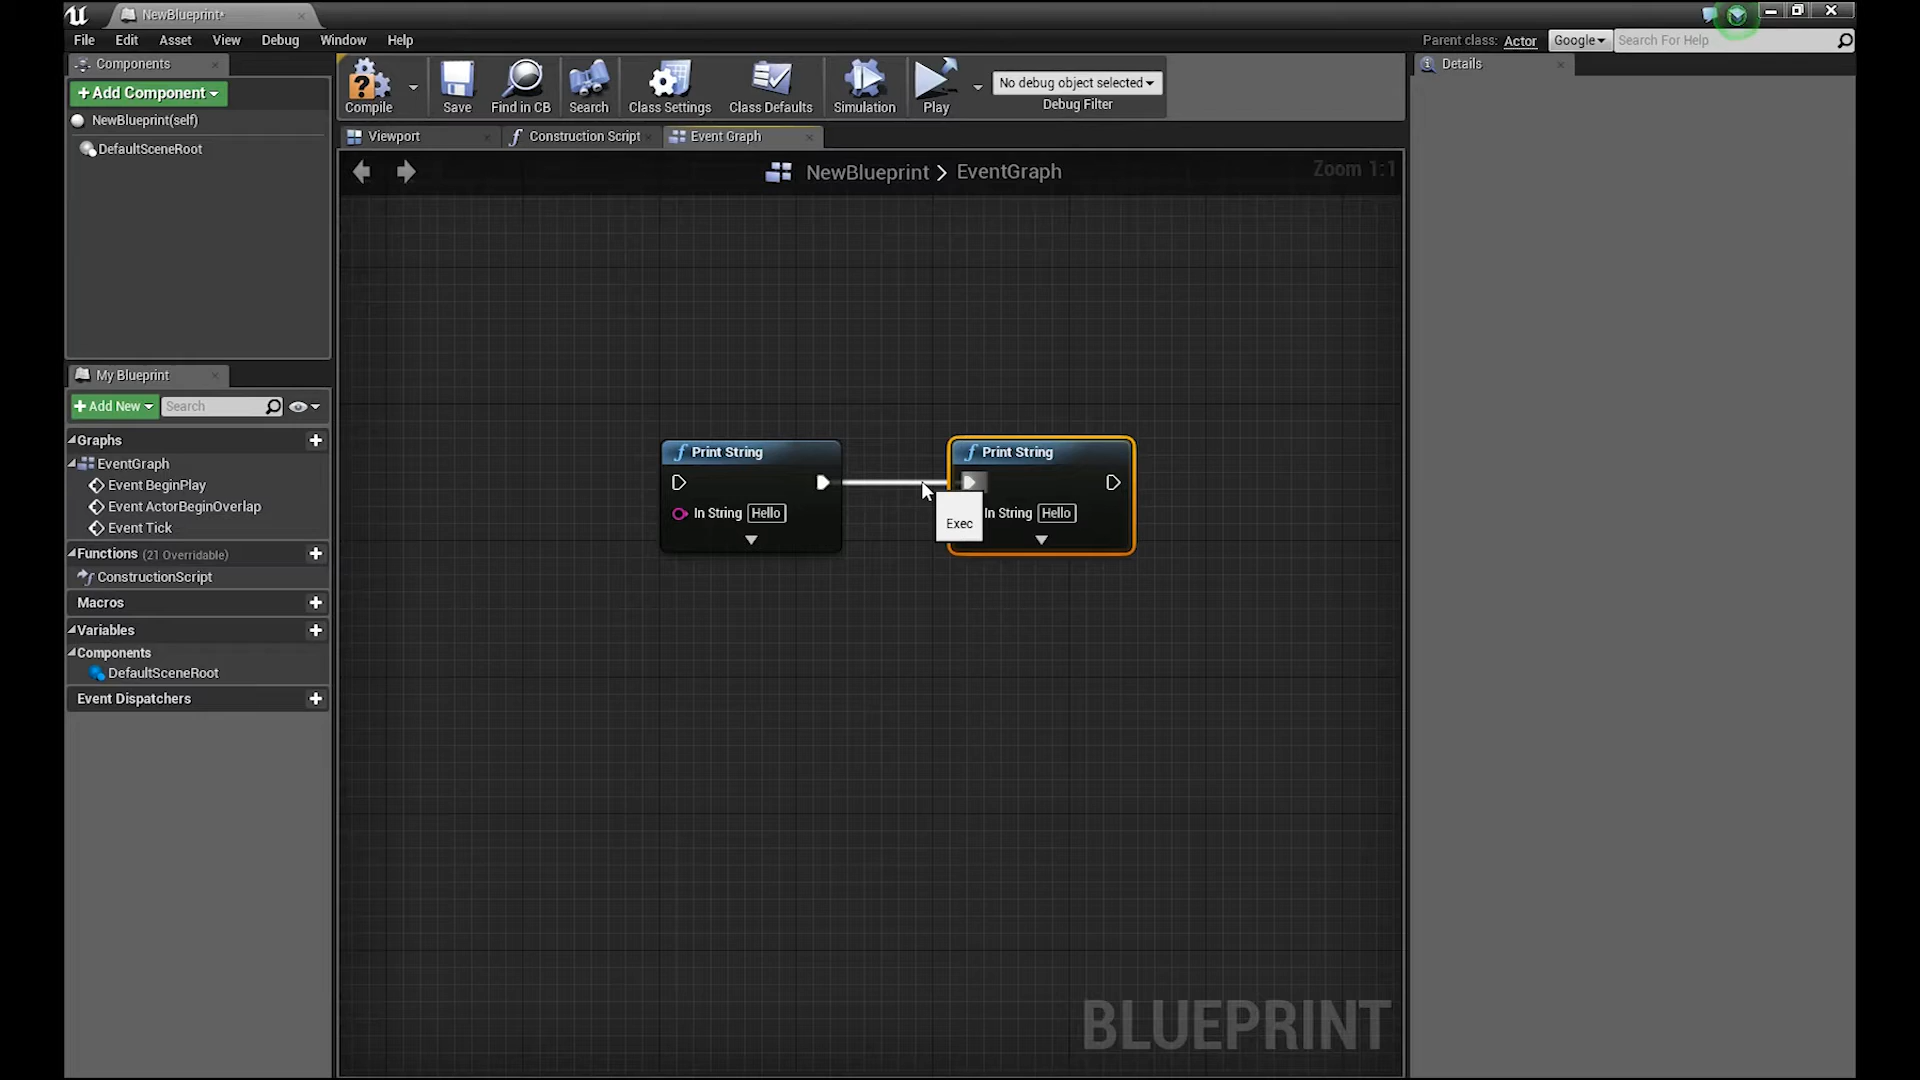 NewBlueprint*
File Edit Asset View Debug Window Help
Parent class: Actor Google Search For Help
Components
Details
+Add Component
Compile Save Find in CB Search Class Settings Class Defaults Simulation Play
No debug object selected
Debug Filter
NewBlueprint(self)
DefaultSceneRoot
Viewport
Construction Script
Event Graph
NewBlueprint > EventGraph
Zoom 1:1
My Blueprint
+Add New Search
Graphs
EventGraph
Event BeginPlay
Event ActorBeginOverlap
Event Tick
Functions (21 Overridable)
ConstructionScript
Macros
Variables
Components
DefaultSceneRoot
Event Dispatchers
Print String
In String Hello
Print String
In String Hello
Exec
BLUEPRINT